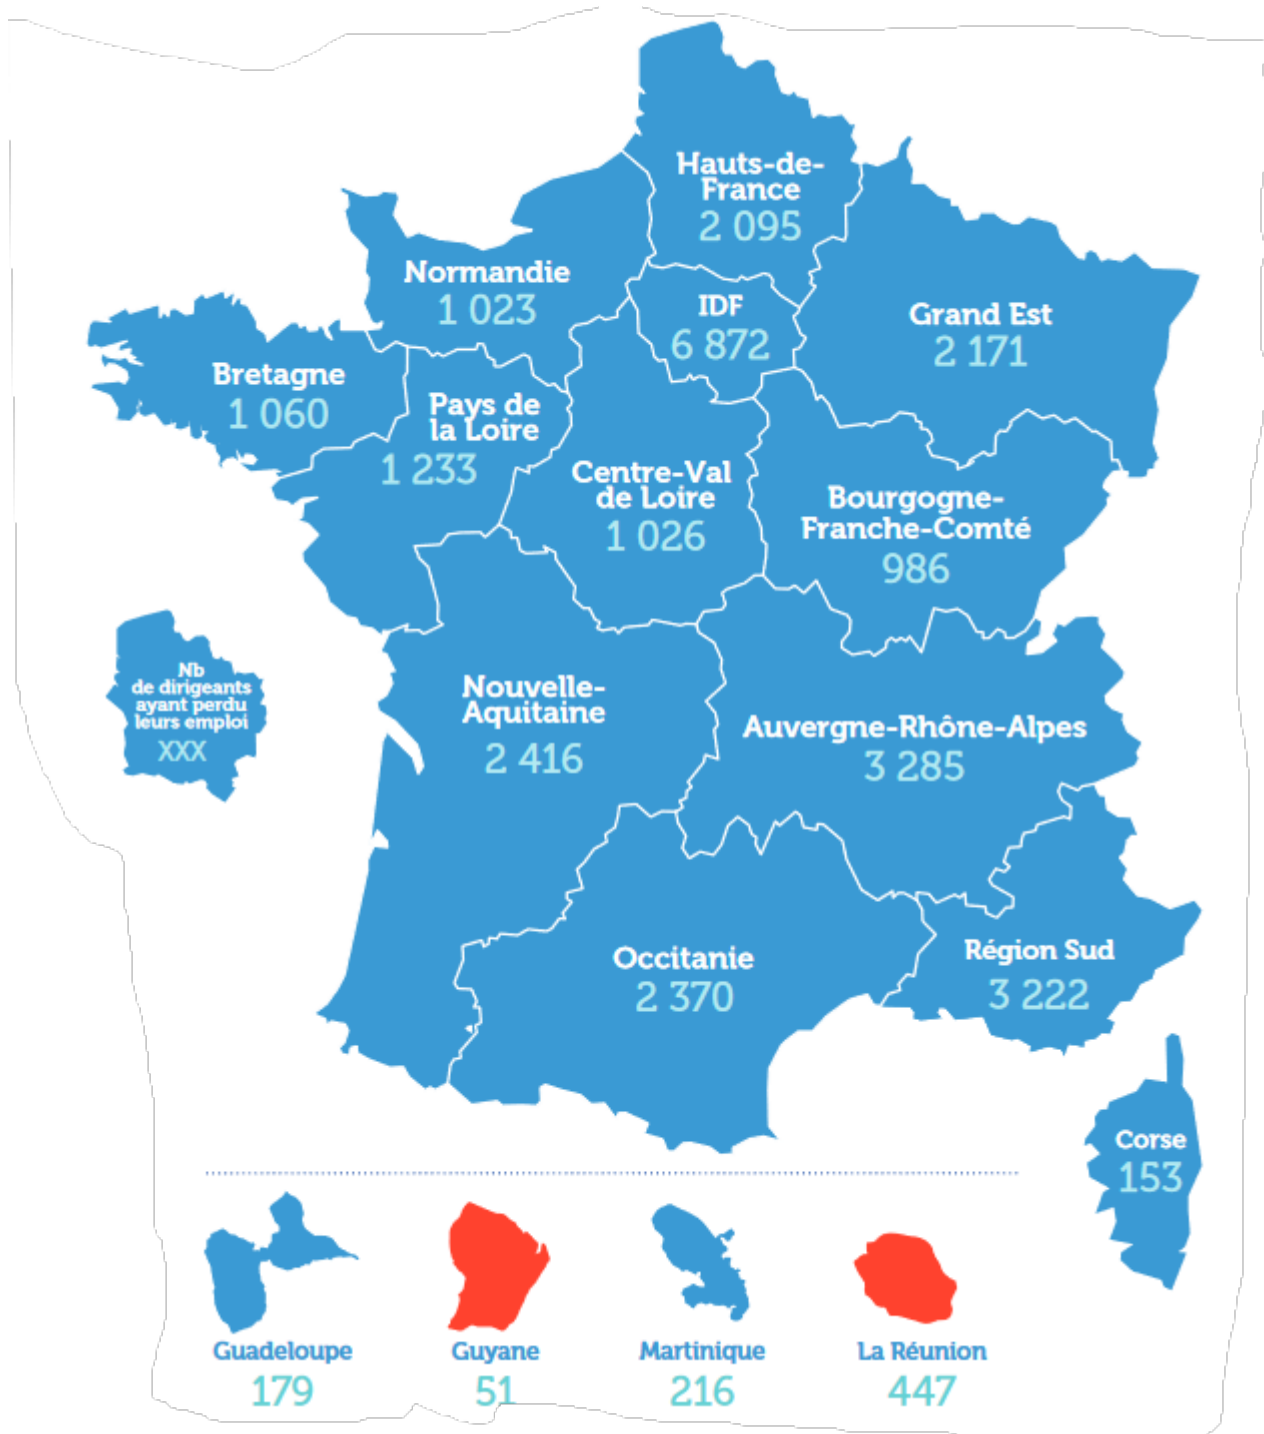 Hauts-de-
France
2 095
Normandie
1 023
IDF
6 872
Grand Est
2 171
Bretagne
1 060
Pays de
la Loire
1 233
Centre-Val
de Loire
1 026
Bourgogne-
Franche-Comté
986
Nb
de dirigeants
ayant perdu
leurs emploi
XXX
Nouvelle-
Aquitaine
2 416
Auvergne-Rhône-Alpes
3 285
Occitanie
2 370
Région Sud
3 222
Corse
153
Guadeloupe
179
Guyane
51
Martinique
216
La Réunion
447